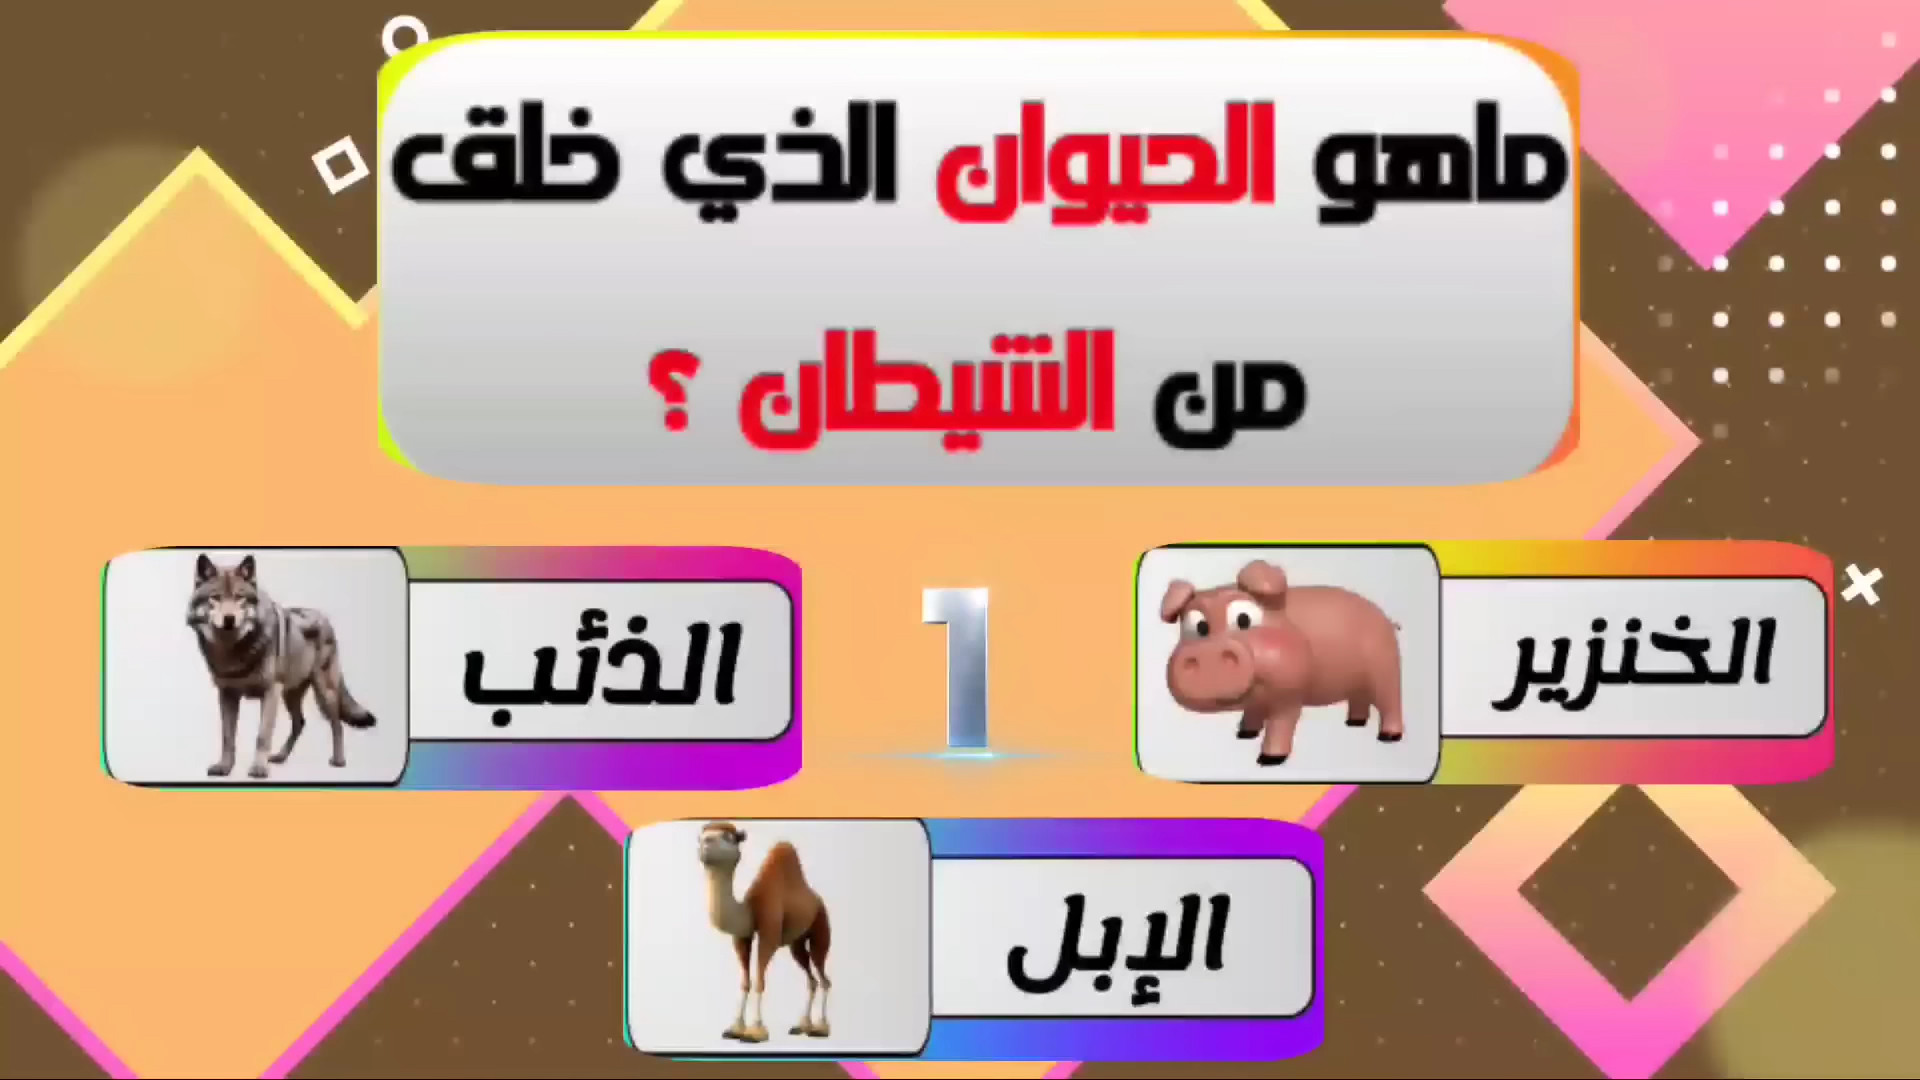 ماهو الحيوان الذي خلق
من الشيطان ؟
الخنزير
1
الذئب
الإبل